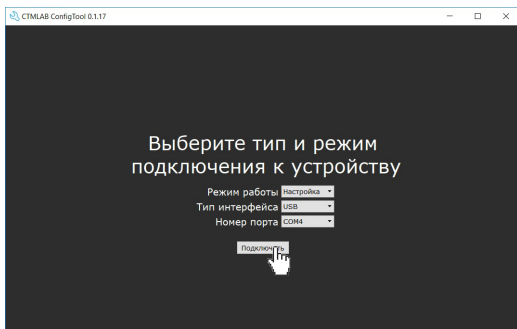 CTMLAB ConfigTool 0.1.17
Выберите тип и режим
подключения к устройству
Режим работы Настройка
Тип интерфейса USB
Номер порта COM4
Подключить